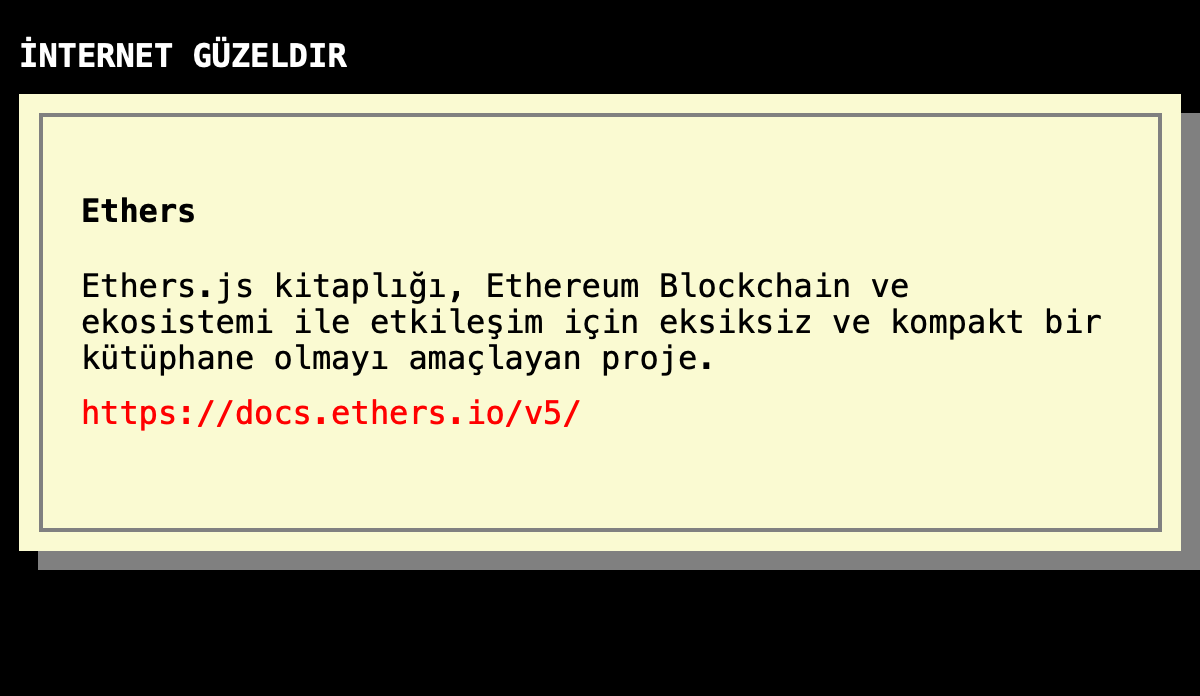 İNTERNET GÜZELDIR
Ethers
Ethers.js kitaplığı, Ethereum Blockchain ve
ekosistemi ile etkileşim için eksiksiz ve kompakt bir
kütüphane olmayı amaçlayan proje.
https://docs.ethers.io/v5/